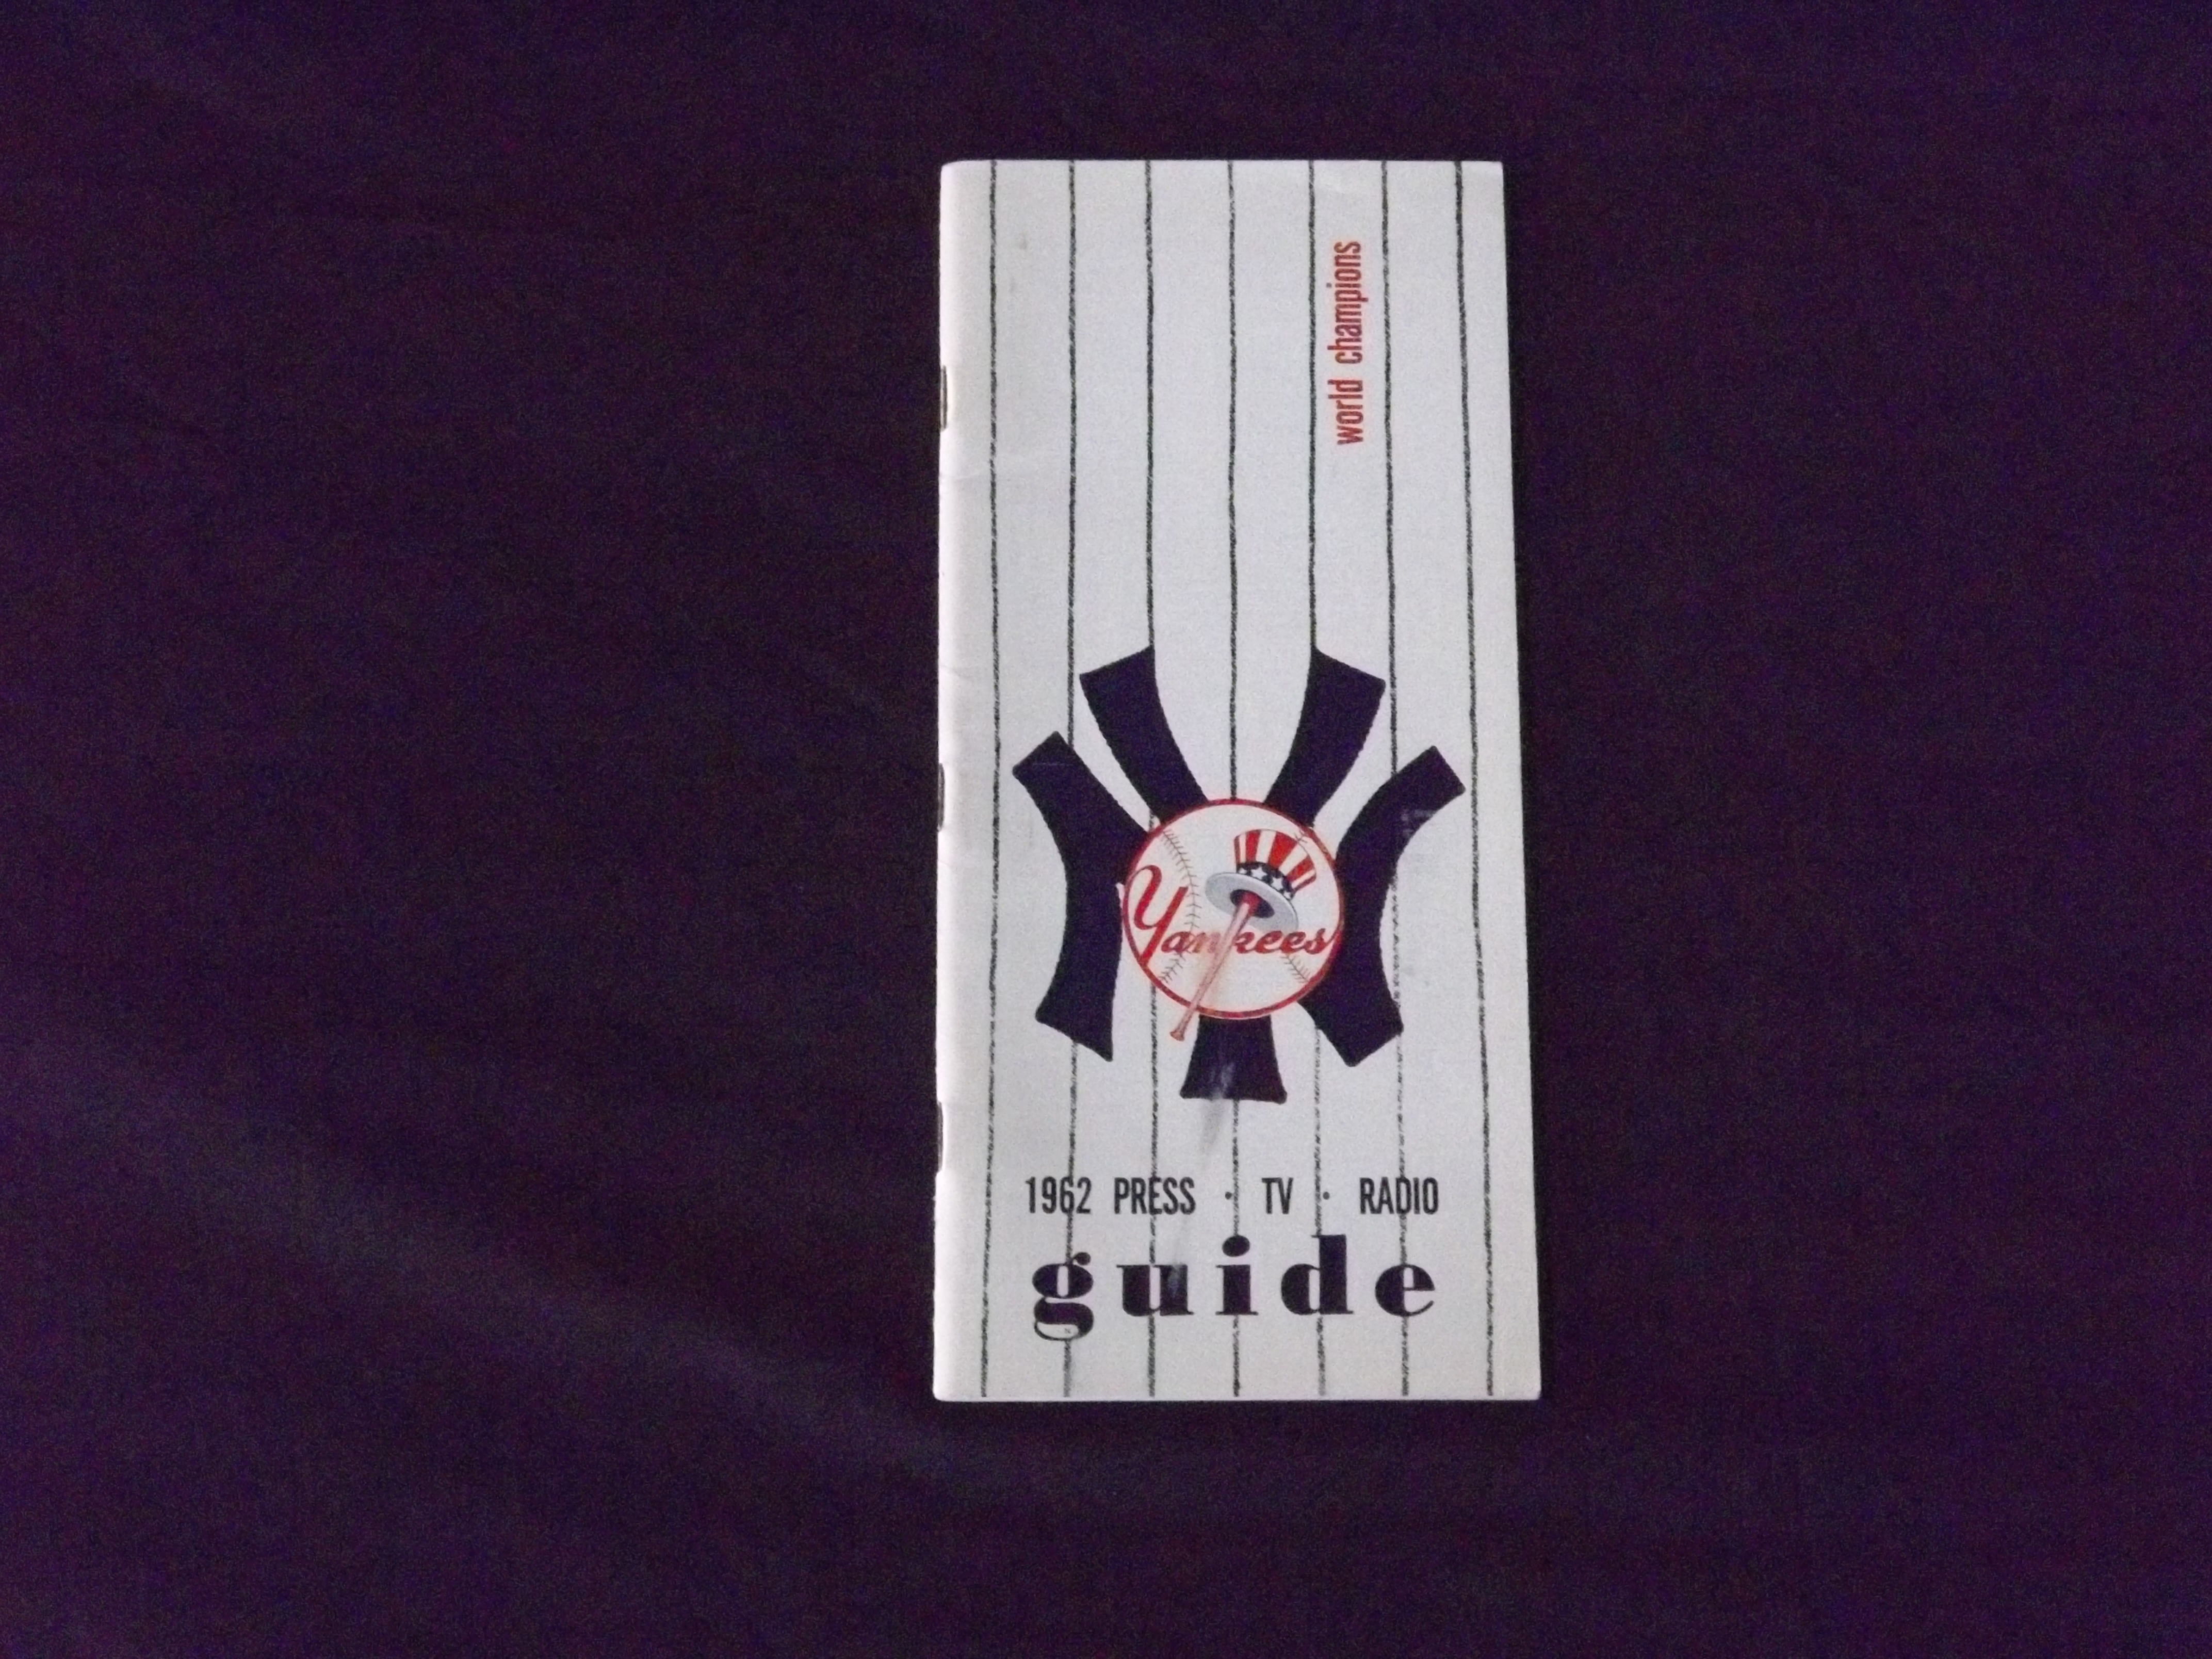 world champions
Yankees
1962 PRESS · TV · RADIO
guide